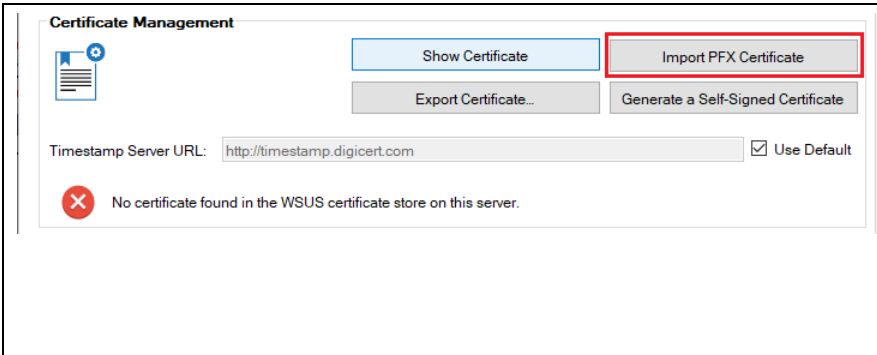 Certificate Management
Show Certificate
Import PFX Certificate
Export Certificate...
Generate a Self-Signed Certificate
Timestamp Server URL: http://timestamp.digicert.com Use Default
No certificate found in the WSUS certificate store on this server.